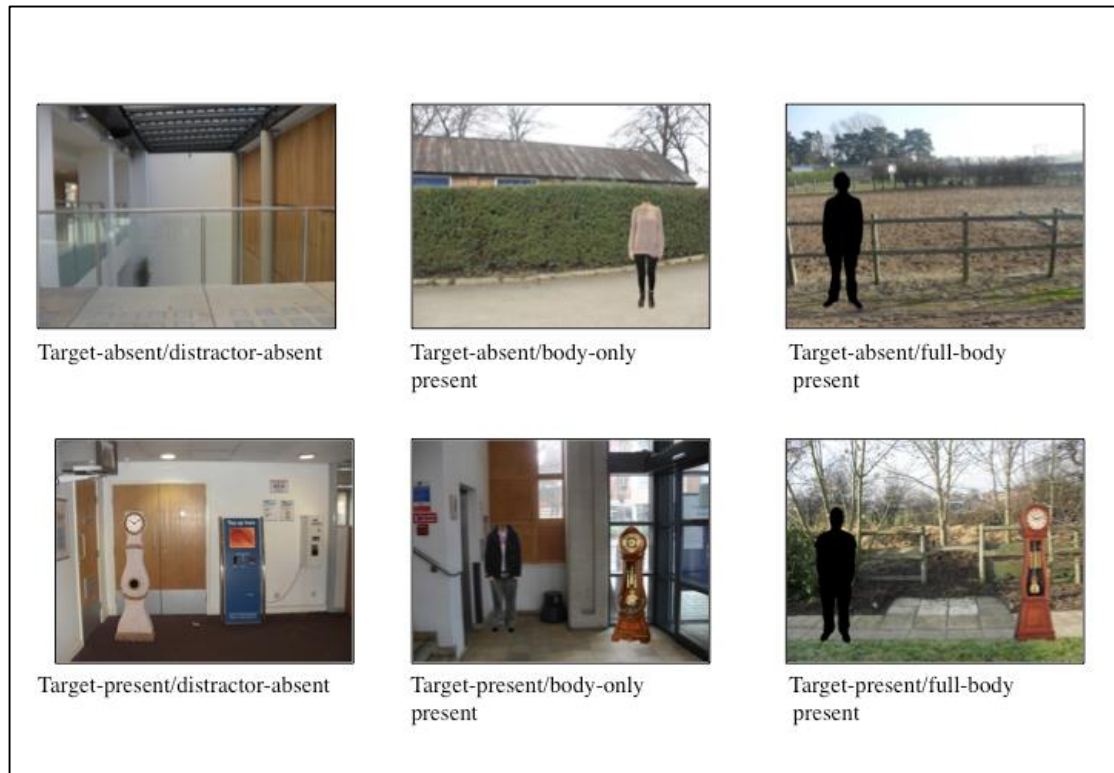 Target-absent/distractor-absent
Target-absent/body-only
present
Target-absent/full-body
present
Target-present/distractor-absent
Target-present/body-only
present
Target-present/full-body
present